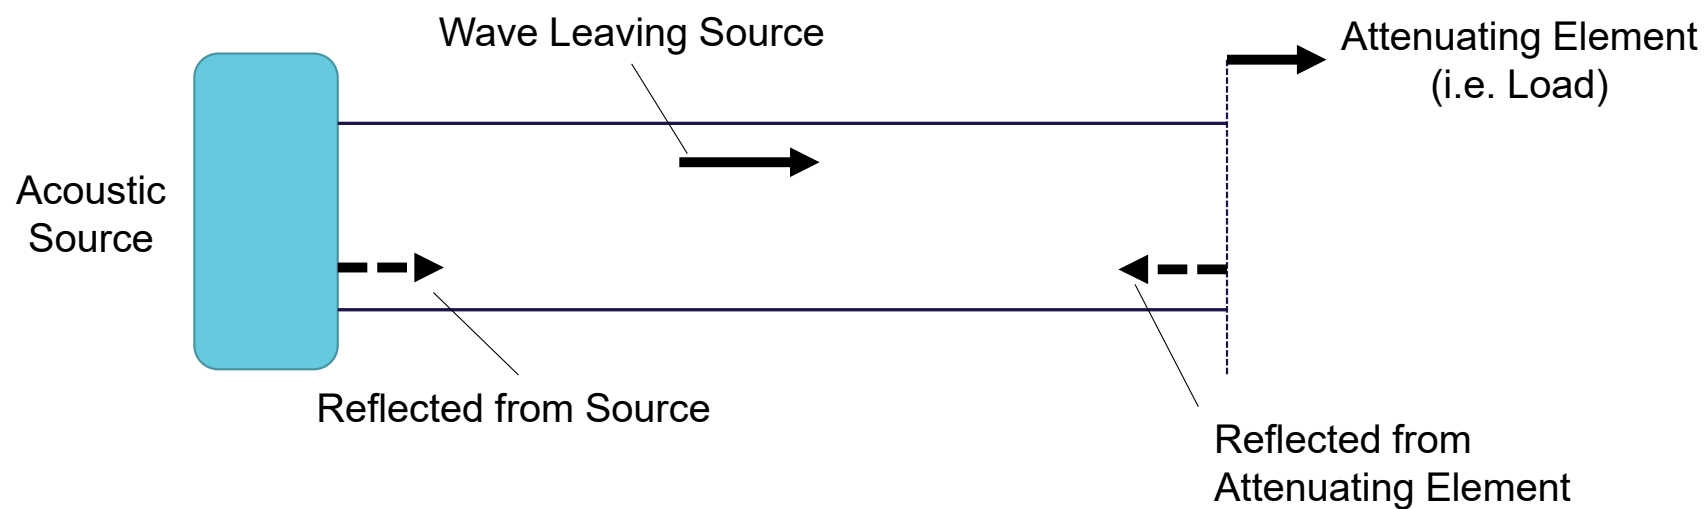 Wave Leaving Source
Attenuating Element
(i.e. Load)
Acoustic
Source
Reflected from Source
Reflected from
Attenuating Element